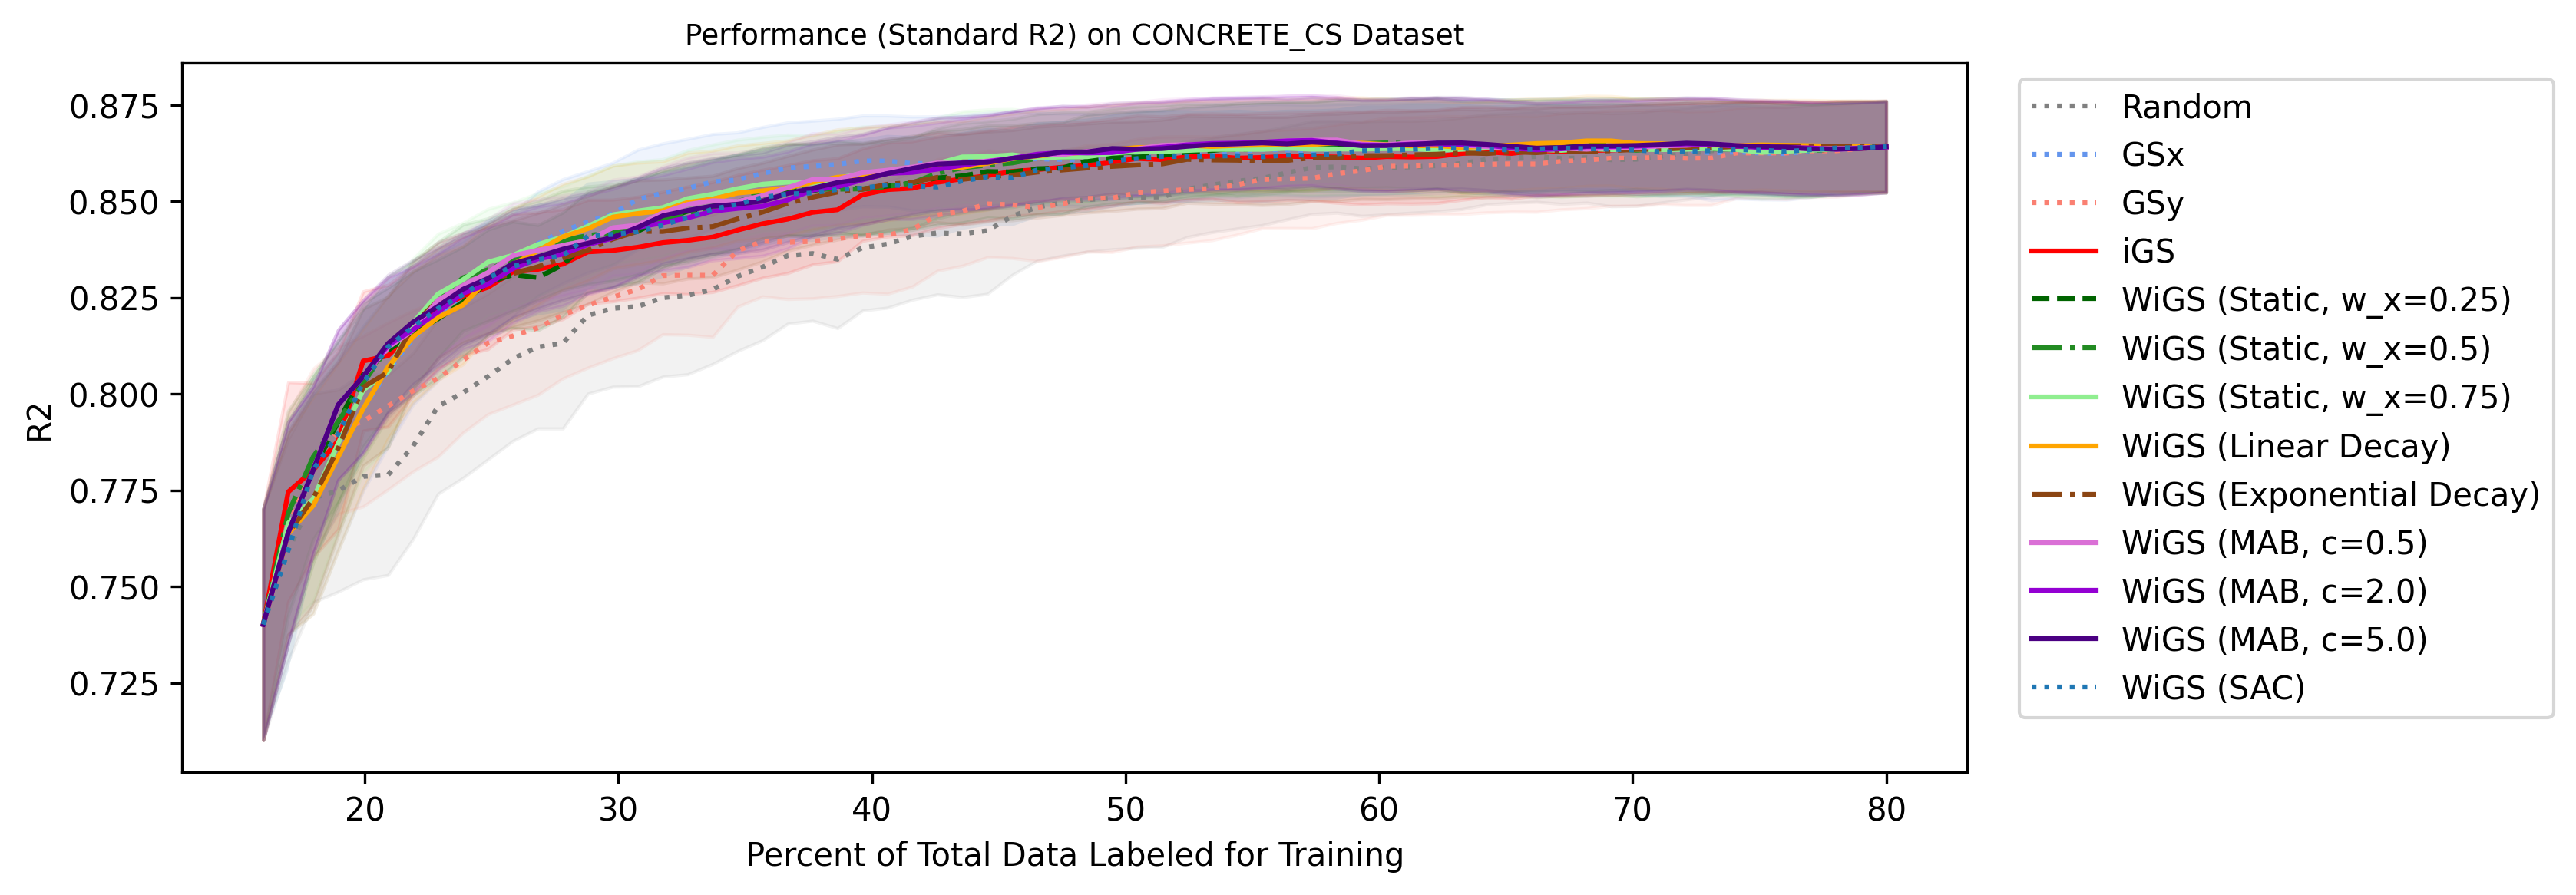 Performance (Standard R2) on CONCRETE_CS Dataset
R2
0.875
0.850
0.825
0.800
0.775
0.750
0.725
20 30 40 50 60 70 80
Percent of Total Data Labeled for Training
Random
GSx
GSy
iGS
WiGS (Static, w_x=0.25)
WiGS (Static, w_x=0.5)
WiGS (Static, w_x=0.75)
WiGS (Linear Decay)
WiGS (Exponential Decay)
WiGS (MAB, c=0.5)
WiGS (MAB, c=2.0)
WiGS (MAB, c=5.0)
WiGS (SAC)